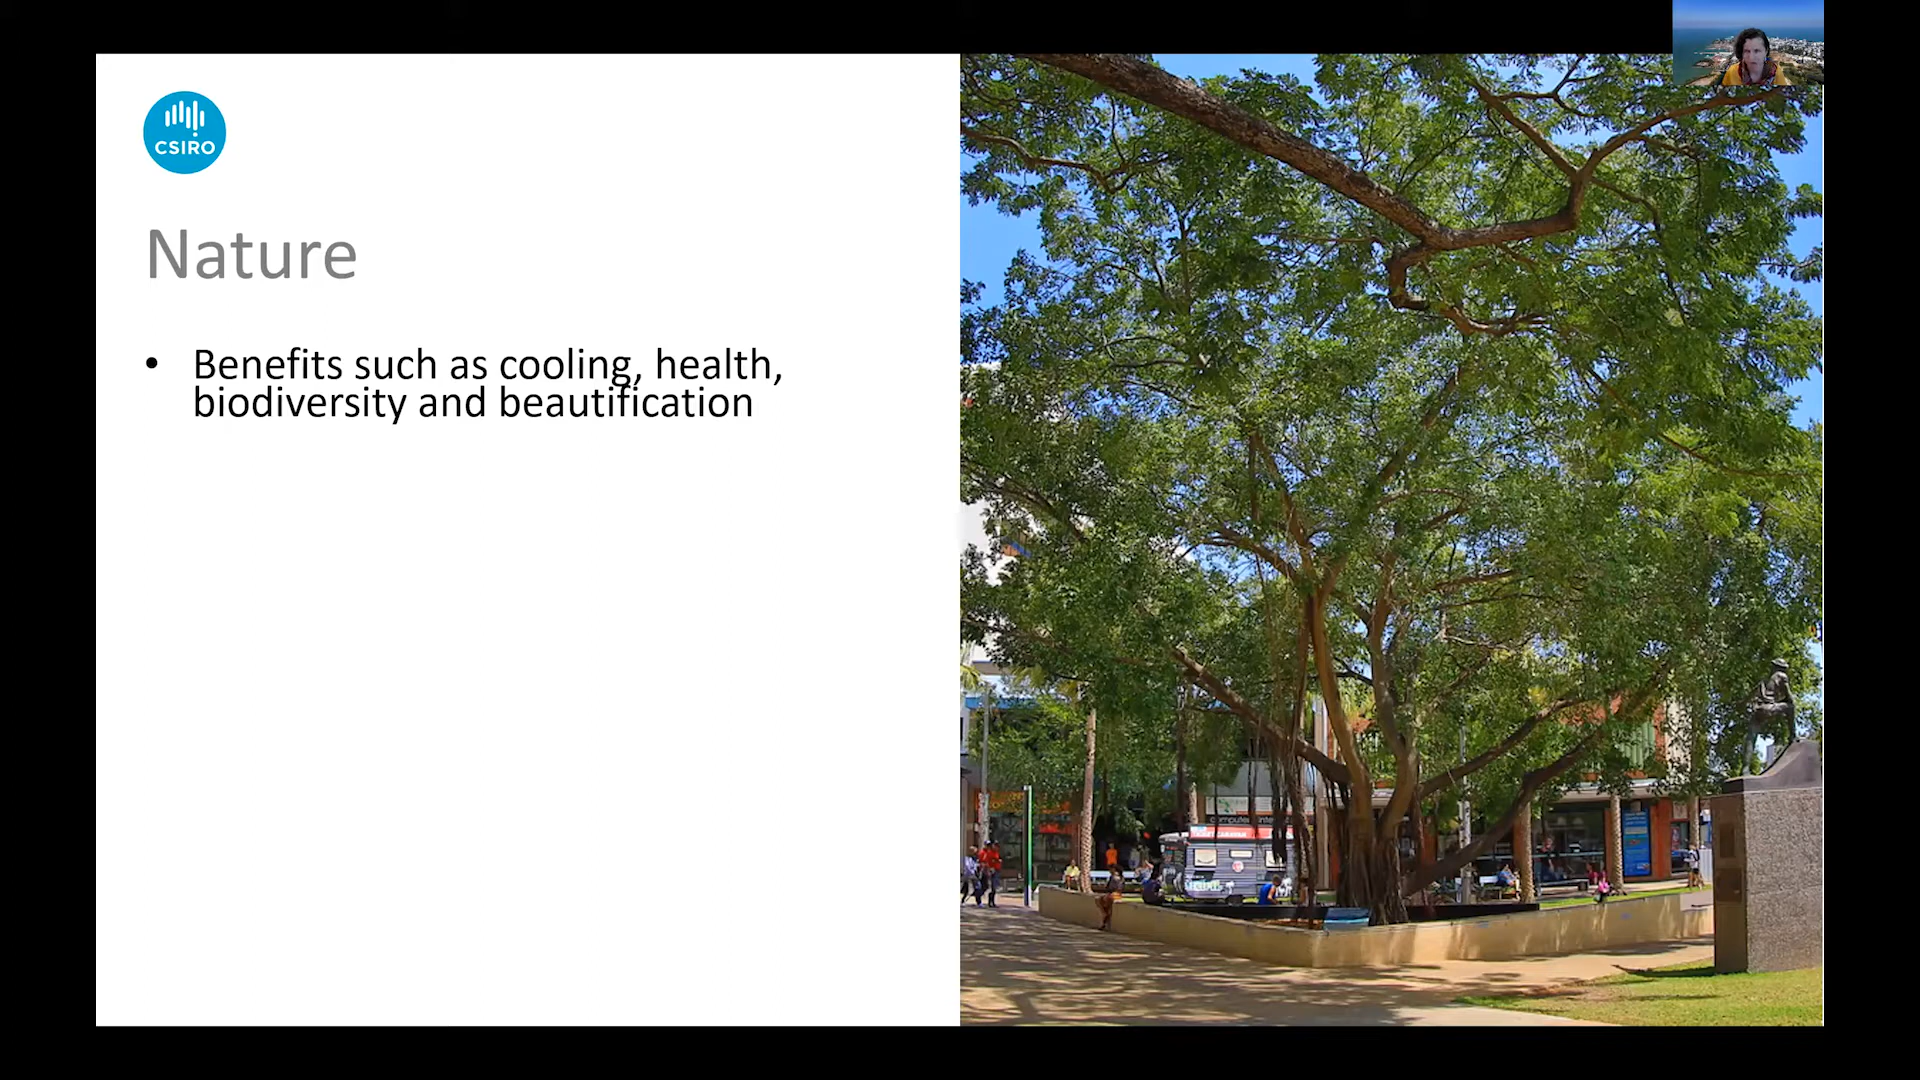 CSIRO
Nature
• Benefits such as cooling, health,
biodiversity and beautification